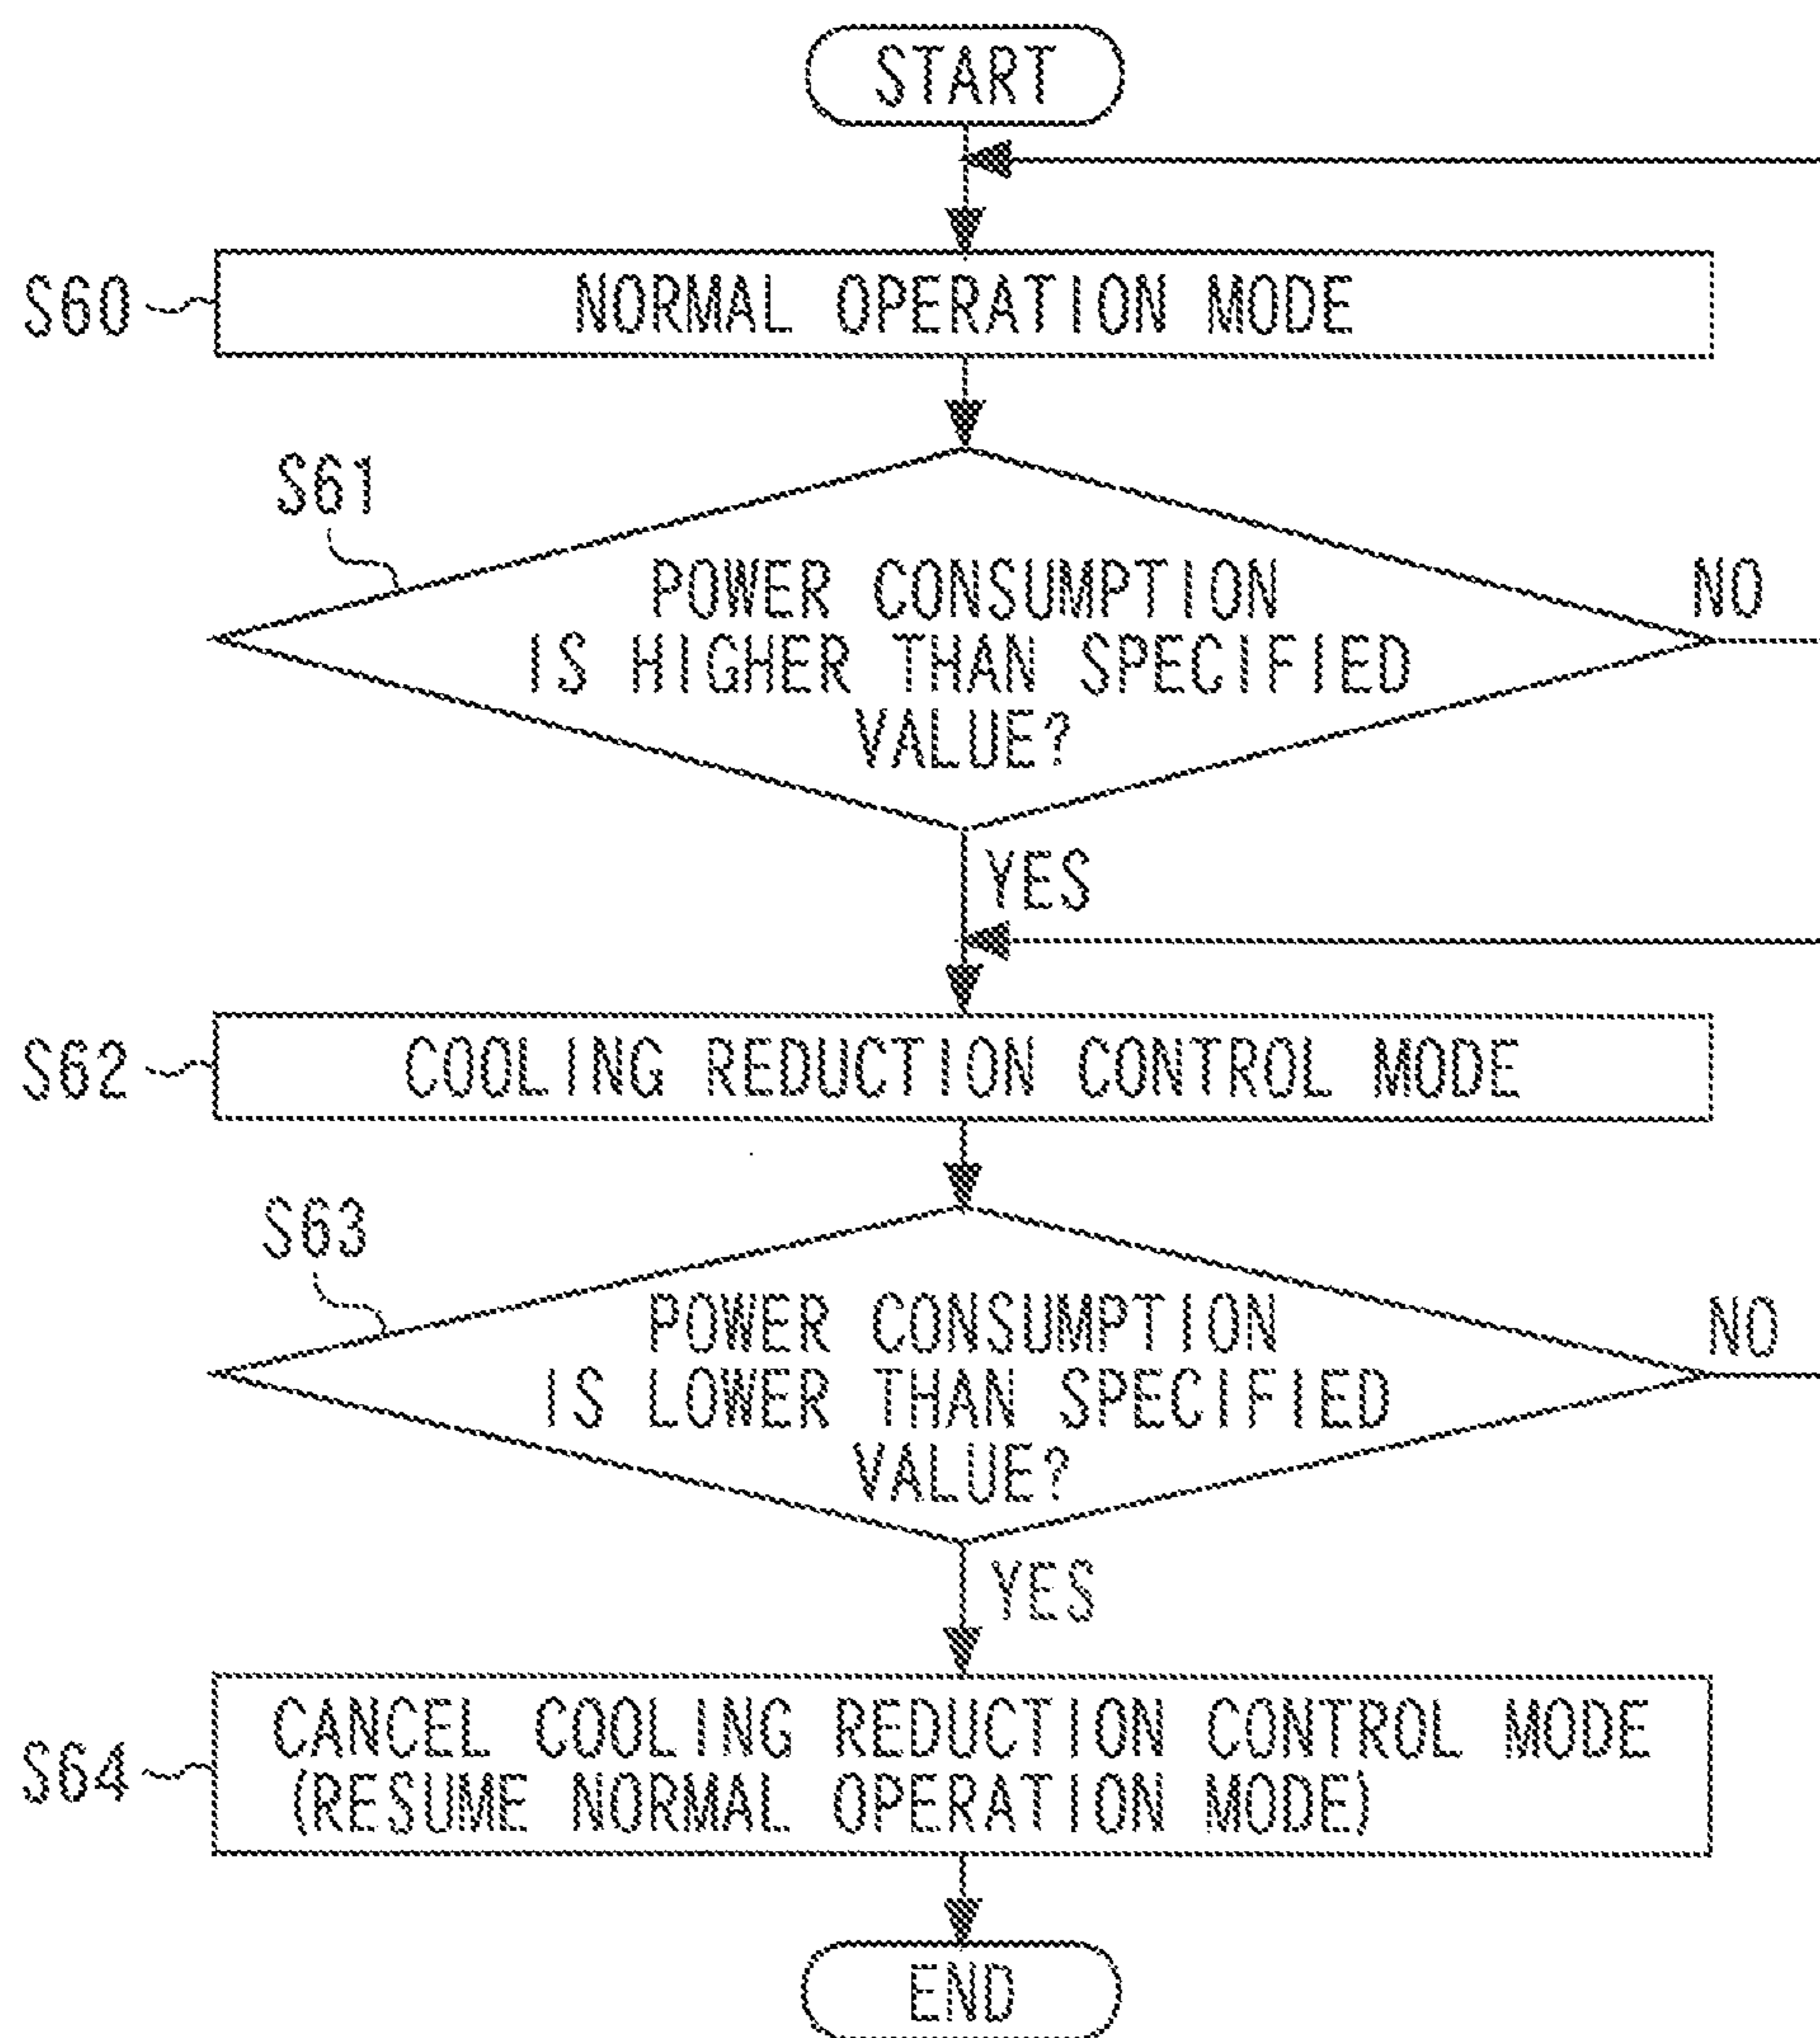 START
S60
NORMAL OPERATION MODE
S61
POWER CONSUMPTION
IS HIGHER THAN SPECIFIED
VALUE?
NO
YES
S62
COOLING REDUCTION CONTROL MODE
S63
POWER CONSUMPTION
IS LOWER THAN SPECIFIED
VALUE?
NO
YES
S64
CANCEL COOLING REDUCTION CONTROL MODE
(RESUME NORMAL OPERATION MODE)
END